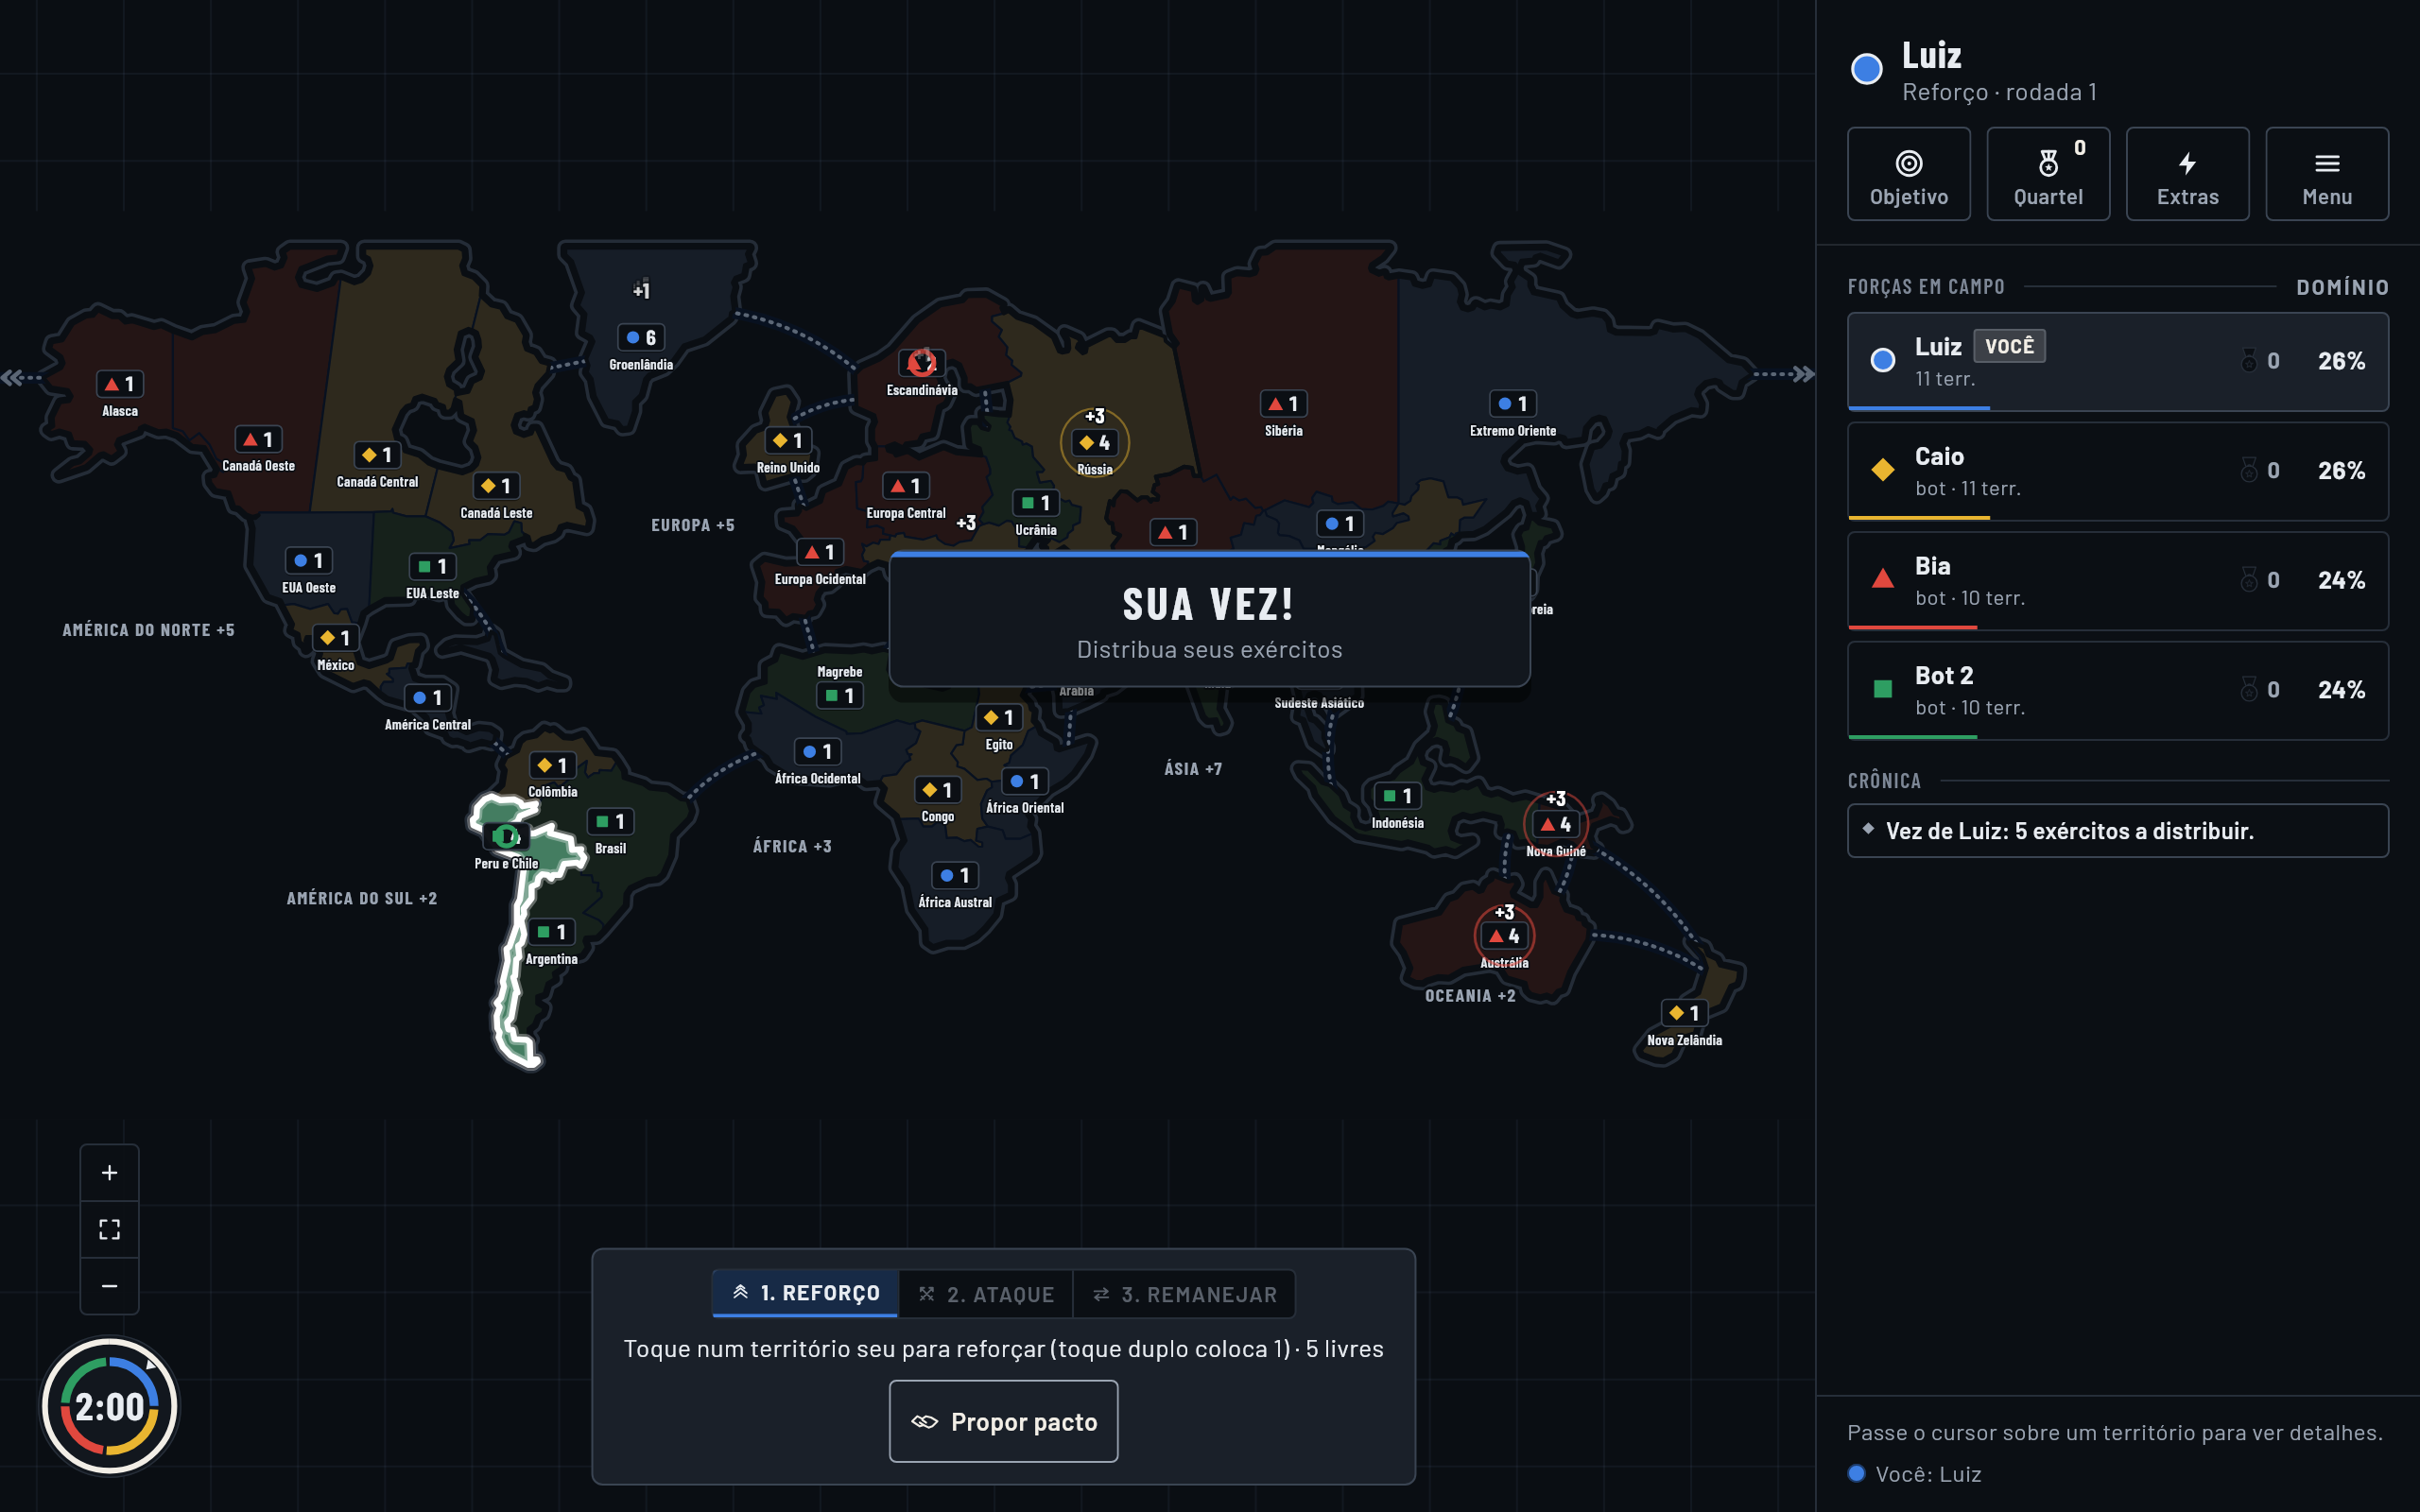 Luiz
Reforço · rodada 1
0
Objetivo
Quartel
Extras
Menu
FORÇAS EM CAMPO
DOMÍNIO
Luiz VOCÊ
11 terr.
0
26%
Caio
bot · 11 terr.
0
26%
Bia
bot · 10 terr.
0
24%
Bot 2
bot · 10 terr.
0
24%
CRÔNICA
Vez de Luiz: 5 exércitos a distribuir.
Passe o cursor sobre um território para ver detalhes.
Você: Luiz
+1
6
Groenlândia
Escandinávia
1
Alasca
1
Canadá Oeste
1
Canadá Central
1
Canadá Leste
1
Reino Unido
+3
4
Rússia
1
Sibéria
1
Extremo Oriente
1
Europa Central
+3
1
Ucrânia
EUROPA +5
1
1
1
EUA Oeste
1
EUA Leste
1
Europa Ocidental
SUA VEZ!
Distribua seus exércitos
AMÉRICA DO NORTE +5
1
México
Magrebe
1
1
América Central
Arábia
Sudeste Asiático
1
Egito
1
África Ocidental
1
África Oriental
ÁSIA +7
1
Colômbia
1
Congo
1
Indonésia
+3
4
Nova Guiné
1
Brasil
Peru e Chile
ÁFRICA +3
1
África Austral
AMÉRICA DO SUL +2
1
Argentina
+3
4
Austrália
OCEANIA +2
1
Nova Zelândia
+
−
2:00
1. REFORÇO
2. ATAQUE
3. REMANEJAR
Toque num território seu para reforçar (toque duplo coloca 1) · 5 livres
Propor pacto